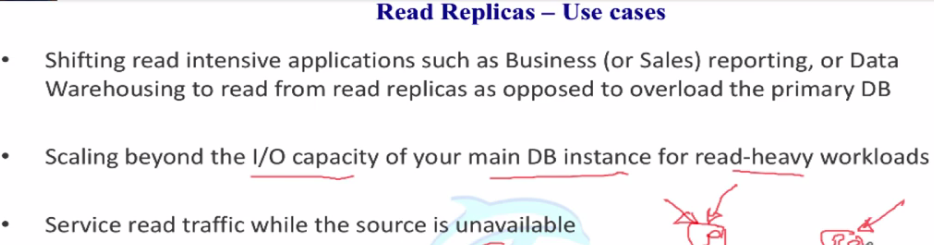 Read Replicas – Use cases
• Shifting read intensive applications such as Business (or Sales) reporting, or Data
Warehousing to read from read replicas as opposed to overload the primary DB
• Scaling beyond the I/O capacity of your main DB instance for read-heavy workloads
• Service read traffic while the source is unavailable